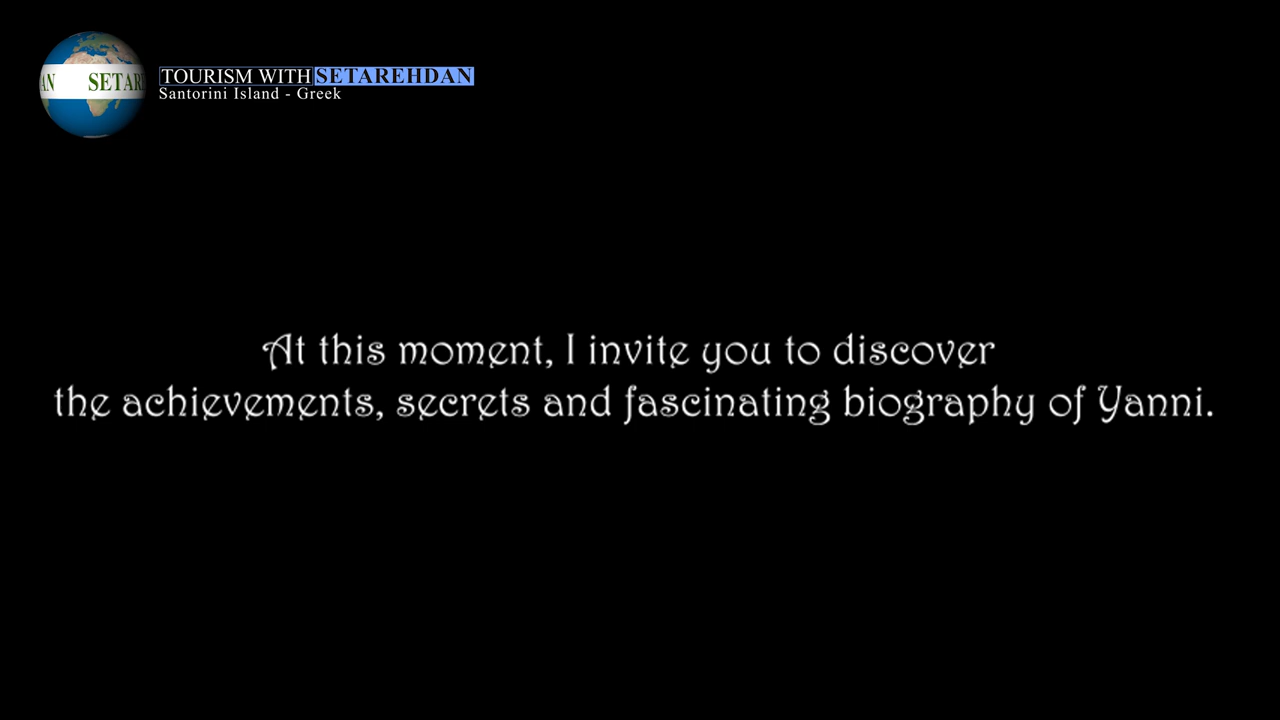 AN SETARE
TOURISM WITH SETAREHDAN
Santorini Island - Greek
At this moment, I invite you to discover
the achievements, secrets and fascinating biography of Yanni.